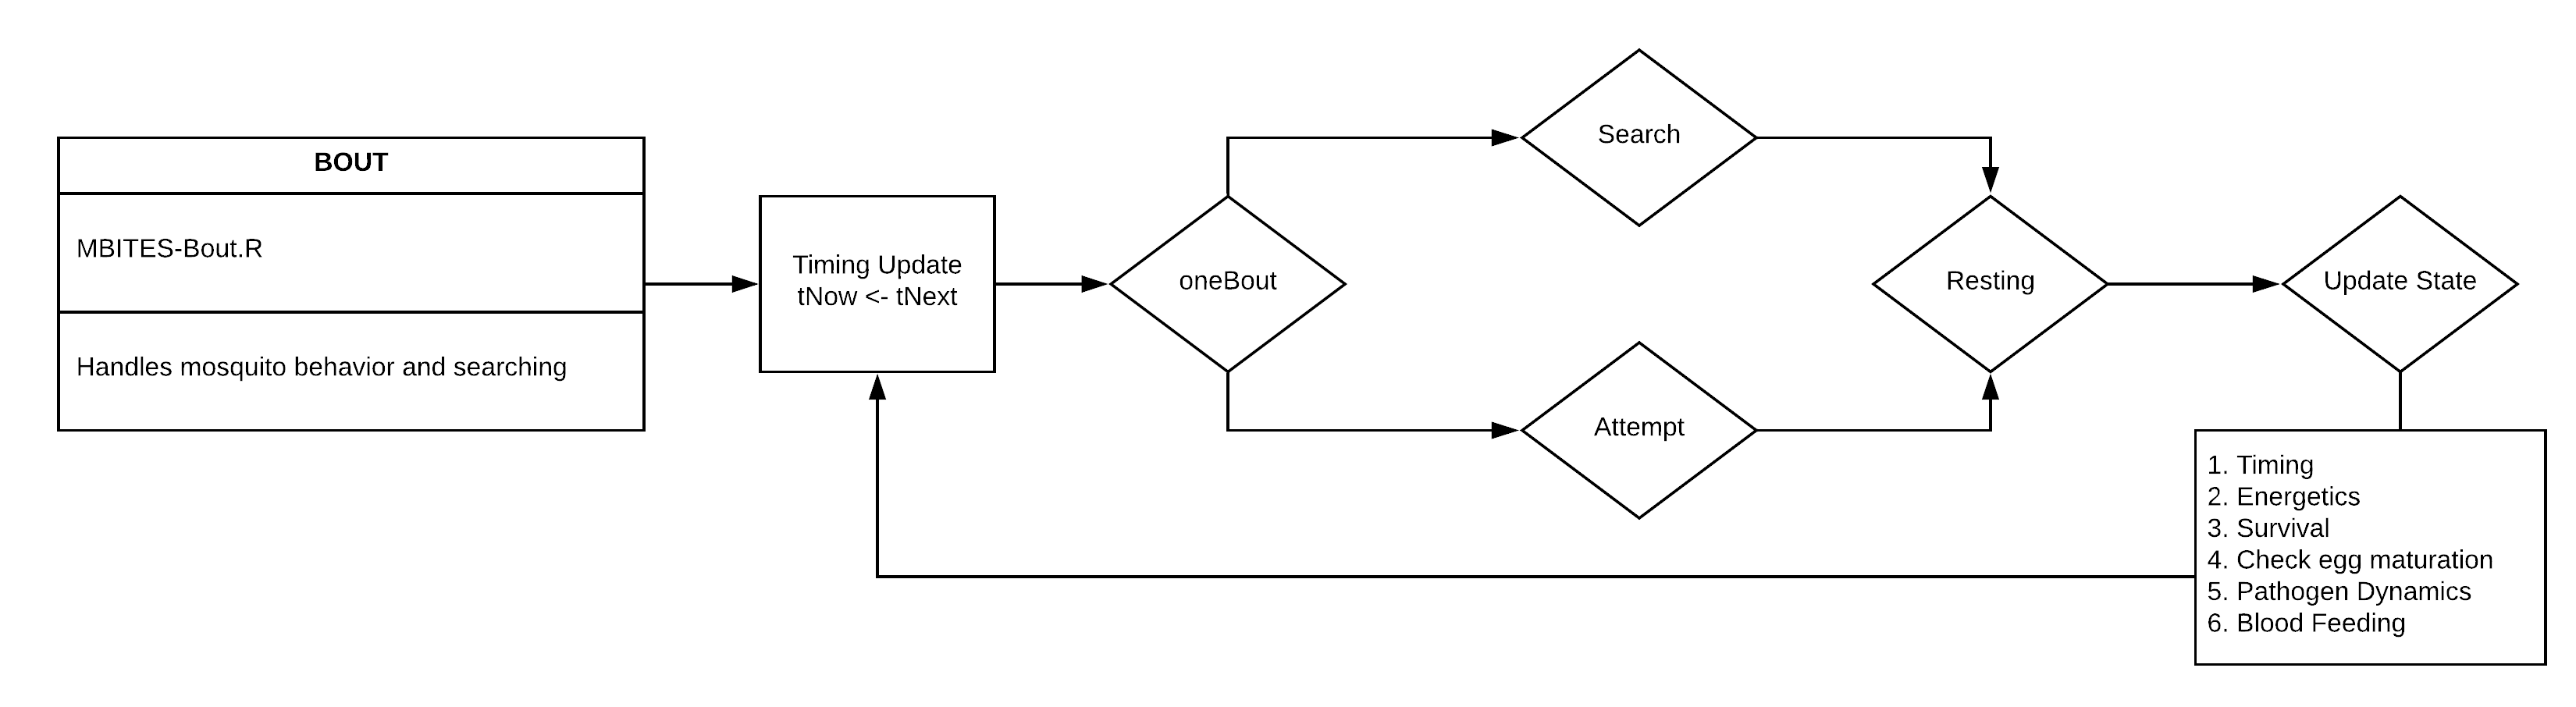 BOUT
MBITES-Bout.R
Handles mosquito behavior and searching
Timing Update
tNow <- tNext
oneBout
Search
Attempt
Resting
Update State
1. Timing
2. Energetics
3. Survival
4. Check egg maturation
5. Pathogen Dynamics
6. Blood Feeding